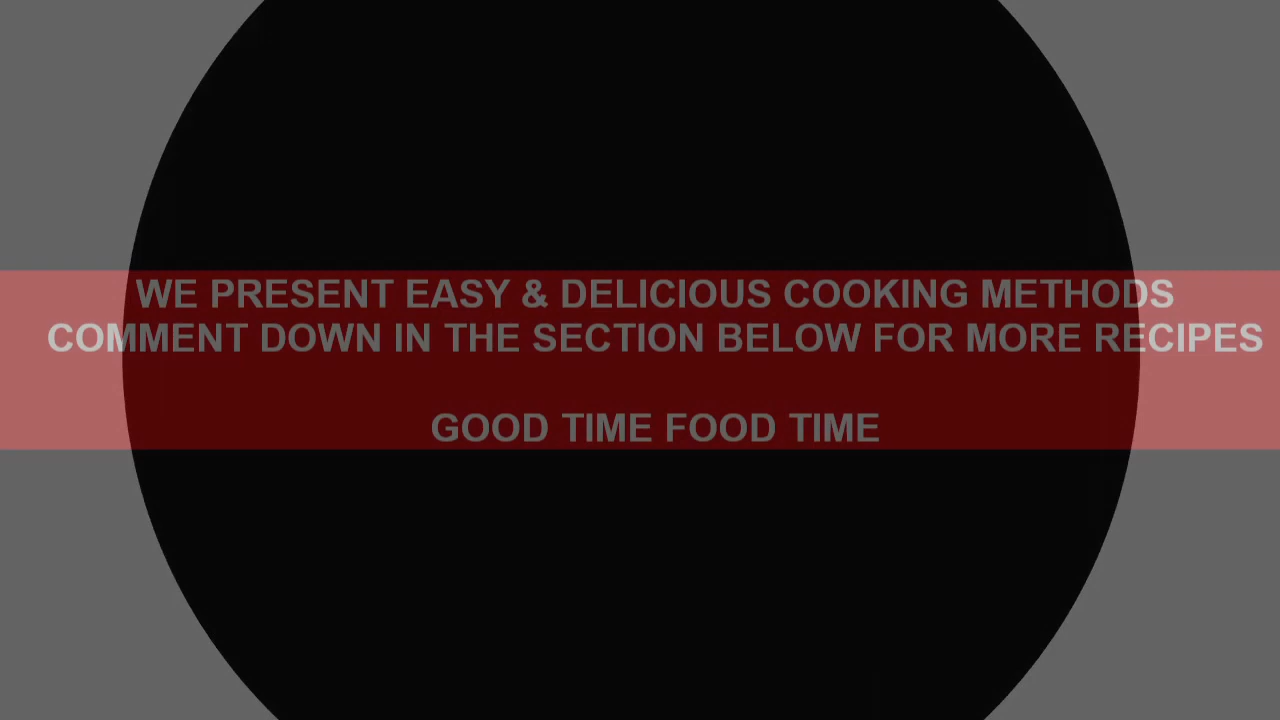 WE PRESENT EASY & DELICIOUS COOKING METHODS
COMMENT DOWN IN THE SECTION BELOW FOR MORE RECIPES
GOOD TIME FOOD TIME